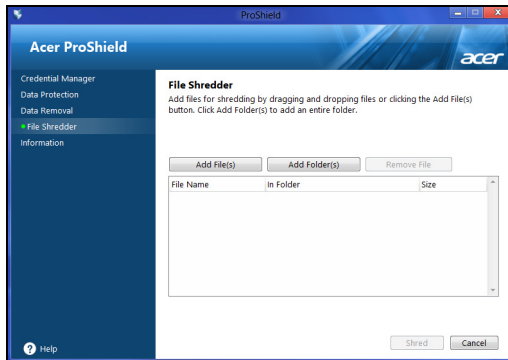 ProShield
Acer ProShield
acer
Credential Manager
Data Protection
Data Removal
File Shredder
Information
File Shredder
Add files for shredding by dragging and dropping files or clicking the Add File(s)
button. Click Add Folder(s) to add an entire folder.
Add File(s) Add Folder(s) Remove File
File Name In Folder Size
Shred Cancel
? Help